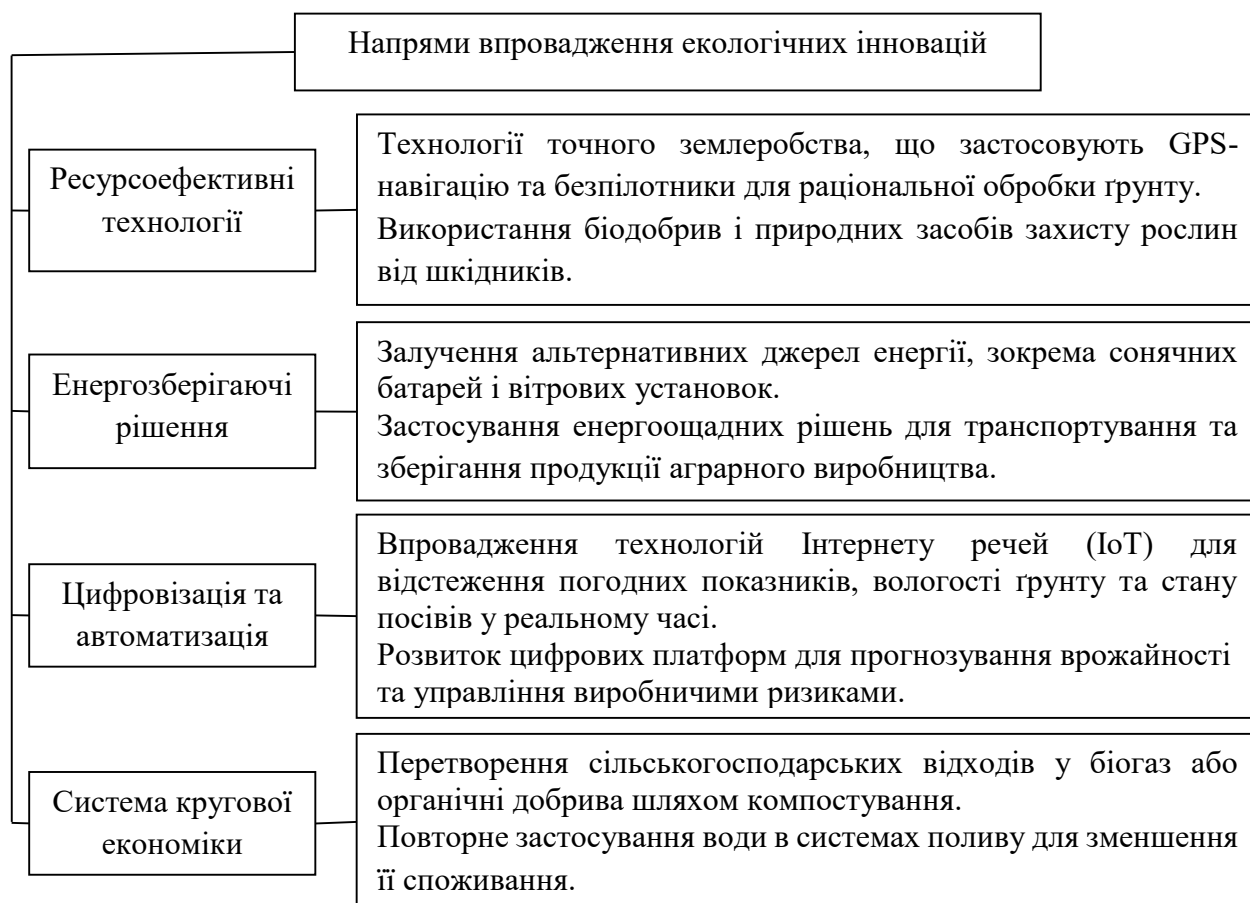 Напрями впровадження екологічних інновацій
Ресурсоефективні
технології
Технології точного землеробства, що застосовують GPS-
навігацію та безпілотники для раціональної обробки ґрунту.
Використання біодобрив і природних засобів захисту рослин
від шкідників.
Енергозберігаючі
рішення
Залучення альтернативних джерел енергії, зокрема сонячних
батарей і вітрових установок.
Застосування енергоощадних рішень для транспортування та
зберігання продукції аграрного виробництва.
Цифровізація та
автоматизація
Впровадження технологій Інтернету речей (IoT) для
відстеження погодних показників, вологості ґрунту та стану
посівів у реальному часі.
Розвиток цифрових платформ для прогнозування врожайності
та управління виробничими ризиками.
Система кругової
економіки
Перетворення сільськогосподарських відходів у біогаз або
органічні добрива шляхом компостування.
Повторне застосування води в системах поливу для зменшення
її споживання.